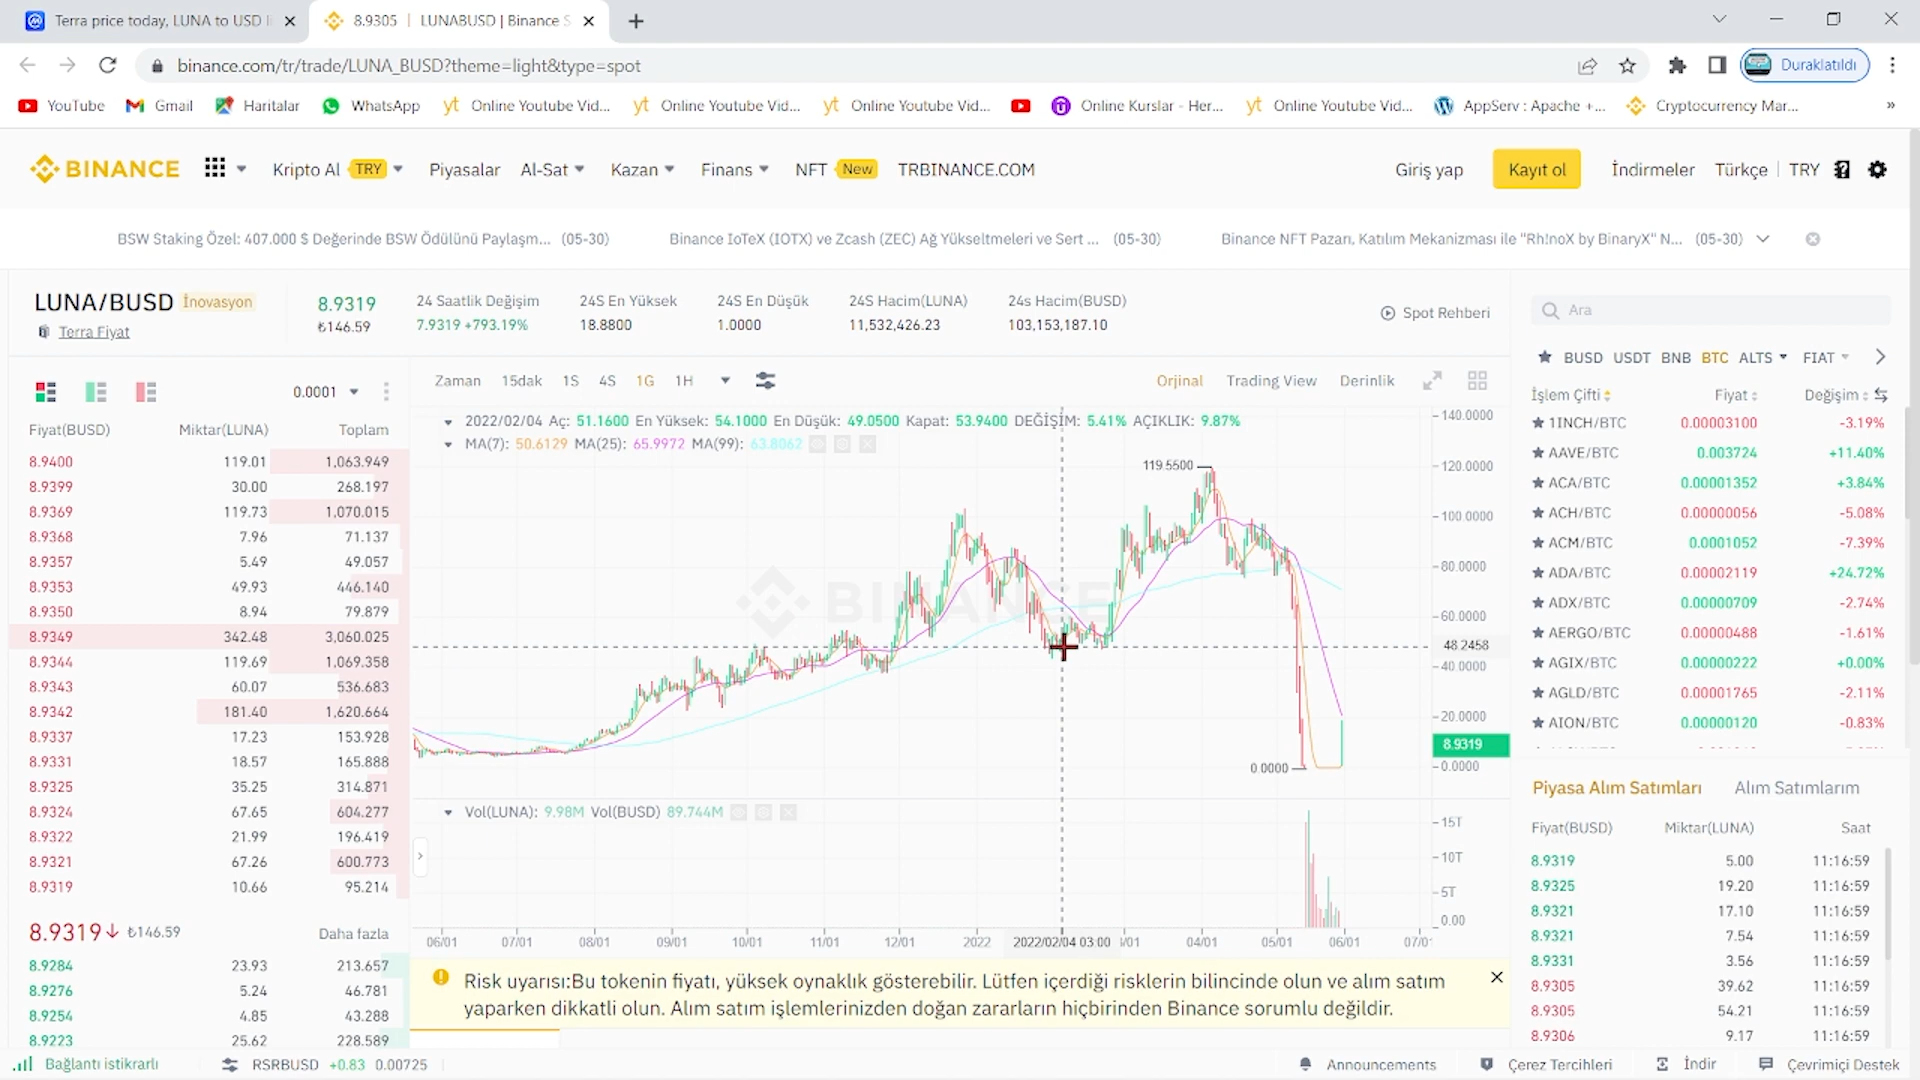 Terra price today, LUNA to USD
8.9305 | LUNABUSD | Binance S
binance.com/tr/trade/LUNA_BUSD?theme=light&type=spot
Duraklatıldı
YouTube Gmail Haritalar WhatsApp Online Youtube Vid... Online Youtube Vid... Online Youtube Vid... Online Kurslar - Her... Online Youtube Vid... AppServ : Apache +... Cryptocurrency Mar... »
BINANCE Kripto Al TRY Piyasalar Al-Sat Kazan Finans NFT New TRBINANCE.COM Giriş yap Kayıt ol İndirmeler Türkçe | TRY
BSW Staking Özel: 407.000 $ Değerinde BSW Ödülünü Paylaşm... (05-30) Binance IoTeX (IOTX) ve Zcash (ZEC) Ağ Yükseltmeleri ve Sert ... (05-30) Binance NFT Pazarı, Katılım Mekanizması ile "Rh!noX by BinaryX" N... (05-30)
LUNA/BUSD İnovasyon
Terra Fiyat
8.9319
₺146.59
24 Saatlik Değişim
7.9319 +793.19%
24S En Yüksek
18.8800
24S En Düşük
1.0000
24S Hacim(LUNA)
11,532,426.23
24s Hacim(BUSD)
103,153,187.10
Spot Rehberi
0.0001
Fiyat(BUSD) Miktar(LUNA) Toplam
8.9400 119.01 1,063.949
8.9399 30.00 268.197
8.9369 119.73 1,070.015
8.9368 7.96 71.137
8.9357 5.49 49.057
8.9353 49.93 446.140
8.9350 8.94 79.879
8.9349 342.48 3,060.025
8.9344 119.69 1,069.358
8.9343 60.07 536.683
8.9342 181.40 1,620.664
8.9337 17.23 153.928
8.9331 18.57 165.888
8.9325 35.25 314.871
8.9324 67.65 604.277
8.9322 21.99 196.419
8.9321 67.26 600.773
8.9319 10.66 95.214
8.9319↓ ₺146.59 Daha fazla
8.9284 23.93 213.657
8.9276 5.24 46.781
8.9254 4.85 43.288
8.9223 25.62 228.589
Zaman 15dak 1S 4S 1G 1H Orjinal Trading View Derinlik
2022/02/04 Aç: 51.1600 En Yüksek: 54.1000 En Düşük: 49.0500 Kapat: 53.9400 DEĞİŞİM: 5.41% AÇIKLIK: 9.87%
MA(7): 50.6129 MA(25): 65.9972 MA(99): 63.8062
140.0000
119.5500
120.0000
100.0000
80.0000
BINANCE
60.0000
48.2458
40.0000
20.0000
8.9319
0.0000
0.0000
Vol(LUNA): 9.98M Vol(BUSD) 89.744M
15T
10T
5T
0.00
06/01 07/01 08/01 09/01 10/01 11/01 12/01 2022 2022/02/04 03:00 04/01 05/01 06/01 07/0
Risk uyarısı:Bu tokenin fiyatı, yüksek oynaklık gösterebilir. Lütfen içerdiği risklerin bilincinde olun ve alım satım
yaparken dikkatli olun. Alım satım işlemlerinizden doğan zararların hiçbirinden Binance sorumlu değildir.
Ara
BUSD USDT BNB BTC ALTS FIAT
İşlem Çifti Fiyat Değişim
1INCH/BTC 0.00003100 -3.19%
AAVE/BTC 0.003724 +11.40%
ACA/BTC 0.00001352 +3.84%
ACH/BTC 0.00000056 -5.08%
ACM/BTC 0.0001052 -7.39%
ADA/BTC 0.00002119 +24.72%
ADX/BTC 0.00000709 -2.74%
AERGO/BTC 0.00000488 -1.61%
AGIX/BTC 0.00000222 +0.00%
AGLD/BTC 0.00001765 -2.11%
AION/BTC 0.00000120 -0.83%
Piyasa Alım Satımları Alım Satımlarım
Fiyat(BUSD) Miktar(LUNA) Saat
8.9319 5.00 11:16:59
8.9325 19.20 11:16:59
8.9321 17.10 11:16:59
8.9321 7.54 11:16:59
8.9331 3.56 11:16:59
8.9305 39.62 11:16:59
8.9305 54.21 11:16:59
8.9306 9.17 11:16:59
Bağlantı istikrarlı RSRBUSD +0.83 0.00725 Announcements Çerez Tercihleri İndir Çevrimiçi Destek